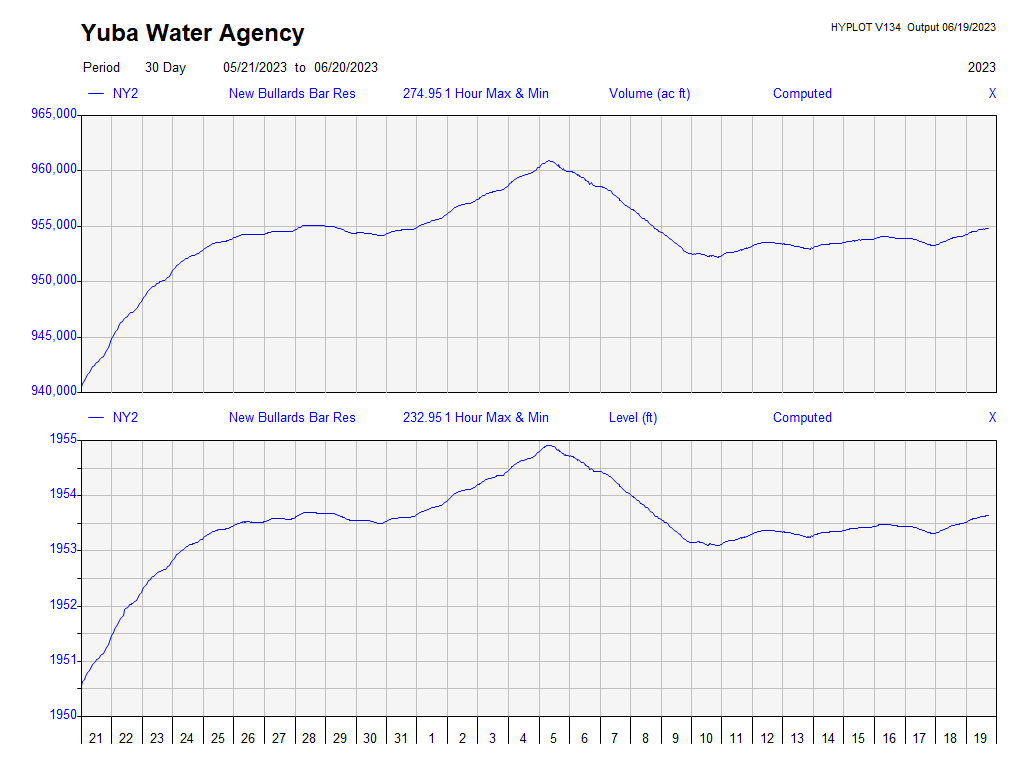 Yuba Water Agency
HYPLOT V134 Output 06/19/2023
Period 30 Day 05/21/2023 to 06/20/2023 2023
NY2 New Bullards Bar Res 274.95 1 Hour Max & Min Volume (ac ft) Computed X
965,000
960,000
955,000
950,000
945,000
940,000
NY2 New Bullards Bar Res 232.95 1 Hour Max & Min Level (ft) Computed X
1955
1954
1953
1952
1951
1950
21 22 23 24 25 26 27 28 29 30 31 1 2 3 4 5 6 7 8 9 10 11 12 13 14 15 16 17 18 19